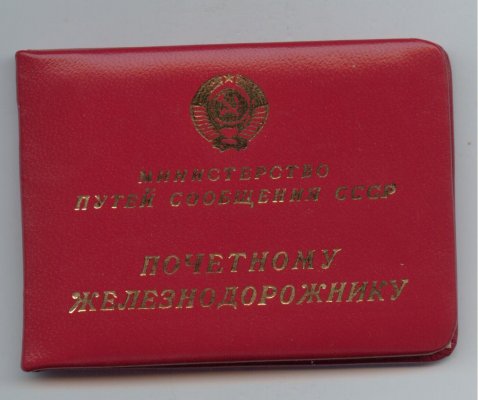 МИНИСТЕРСТВО
ПУТЕЙ СООБЩЕНИЯ СССР
ПОЧЕТНОМУ
ЖЕЛЕЗНОДОРОЖНИКУ